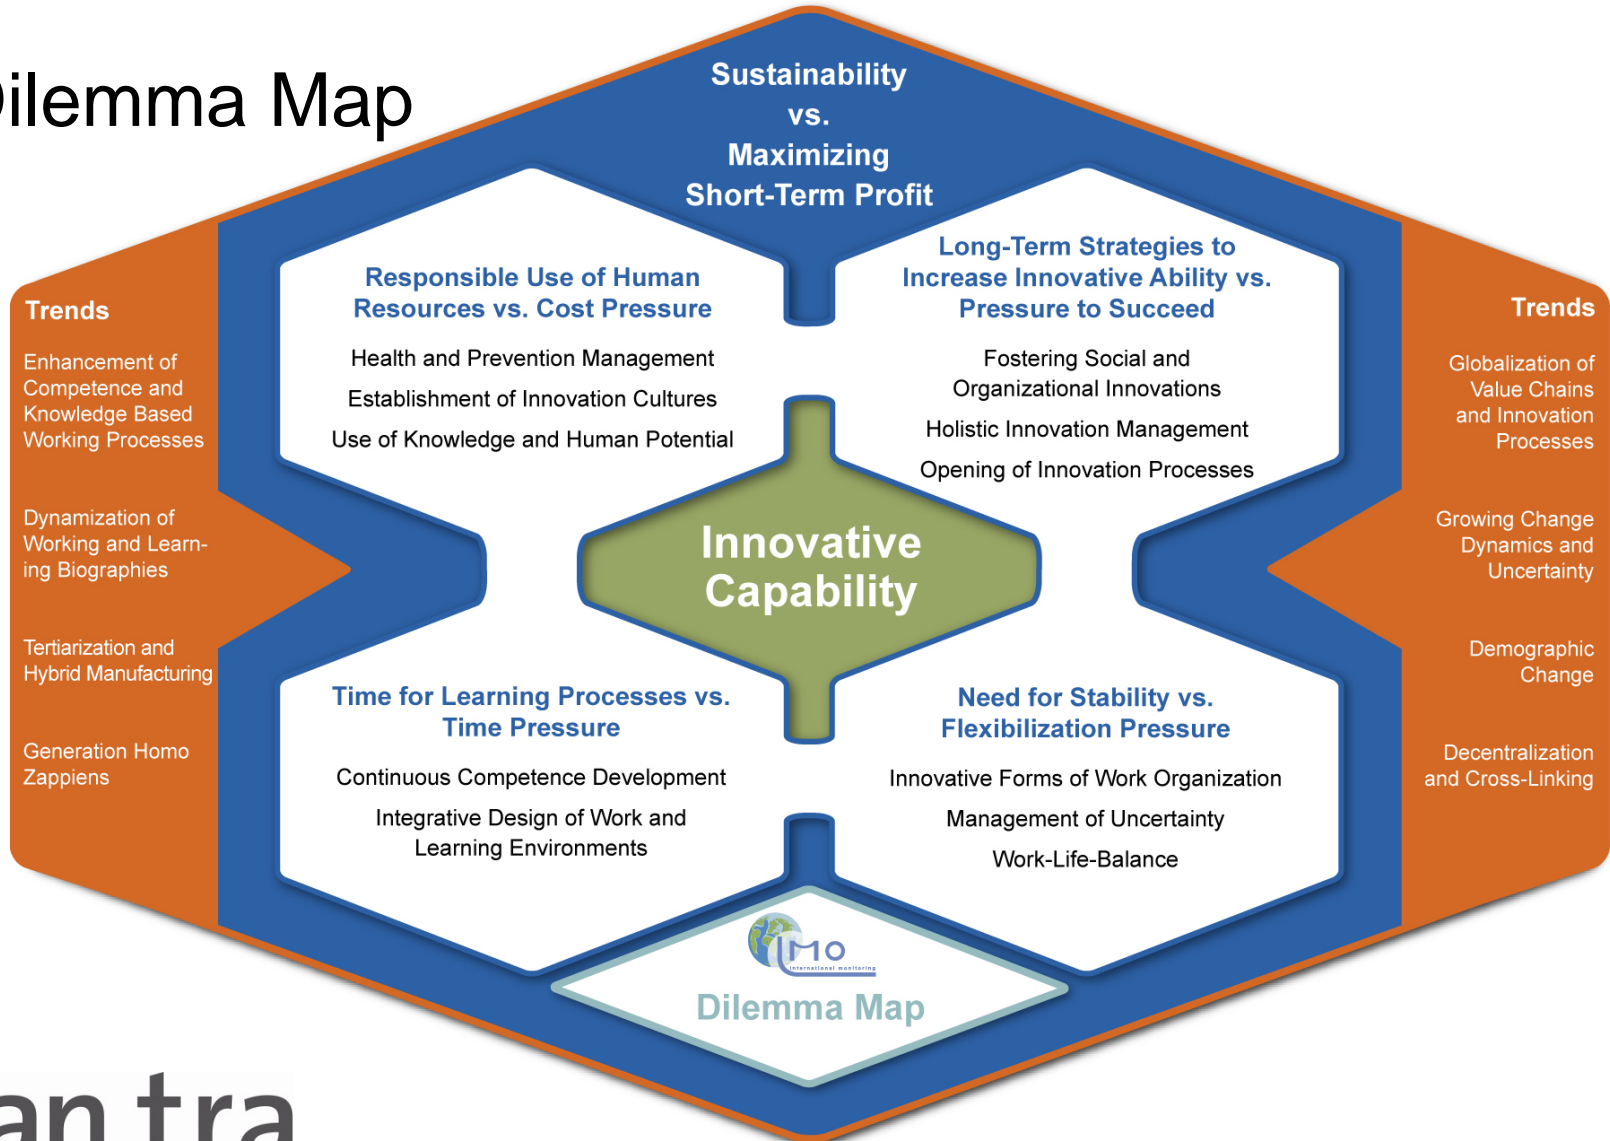 Dilemma Map
Sustainability
vs.
Maximizing
Short-Term Profit
Trends
Enhancement of
Competence and
Knowledge Based
Working Processes
Dynamization of
Working and Learn-
ing Biographies
Tertiarization and
Hybrid Manufacturing
Generation Homo
Zappiens
Responsible Use of Human
Resources vs. Cost Pressure
Health and Prevention Management
Establishment of Innovation Cultures
Use of Knowledge and Human Potential
Long-Term Strategies to
Increase Innovative Ability vs.
Pressure to Succeed
Fostering Social and
Organizational Innovations
Holistic Innovation Management
Opening of Innovation Processes
Innovative
Capability
Time for Learning Processes vs.
Time Pressure
Continuous Competence Development
Integrative Design of Work and
Learning Environments
Need for Stability vs.
Flexibilization Pressure
Innovative Forms of Work Organization
Management of Uncertainty
Work-Life-Balance
Trends
Globalization of
Value Chains
and Innovation
Processes
Growing Change
Dynamics and
Uncertainty
Demographic
Change
Decentralization
and Cross-Linking
IMO
international monitoring
Dilemma Map
an tra